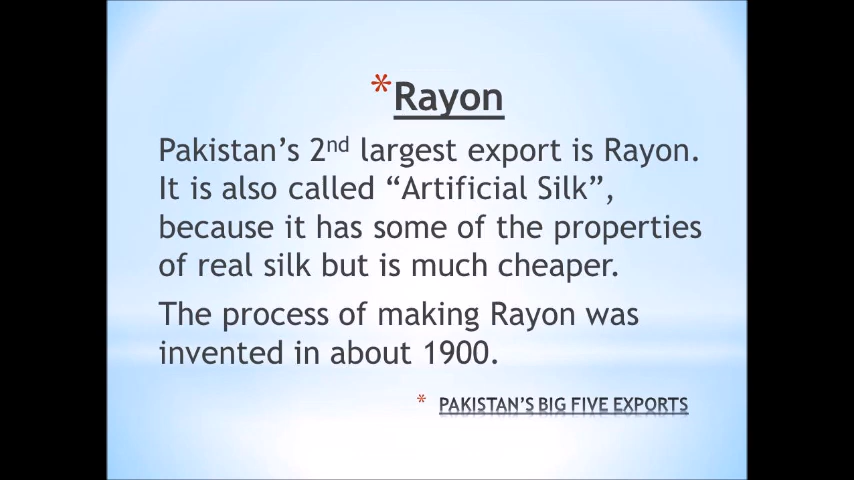 *Rayon
Pakistan’s 2nd largest export is Rayon.
It is also called “Artificial Silk”,
because it has some of the properties
of real silk but is much cheaper.
The process of making Rayon was
invented in about 1900.
* PAKISTAN’S BIG FIVE EXPORTS